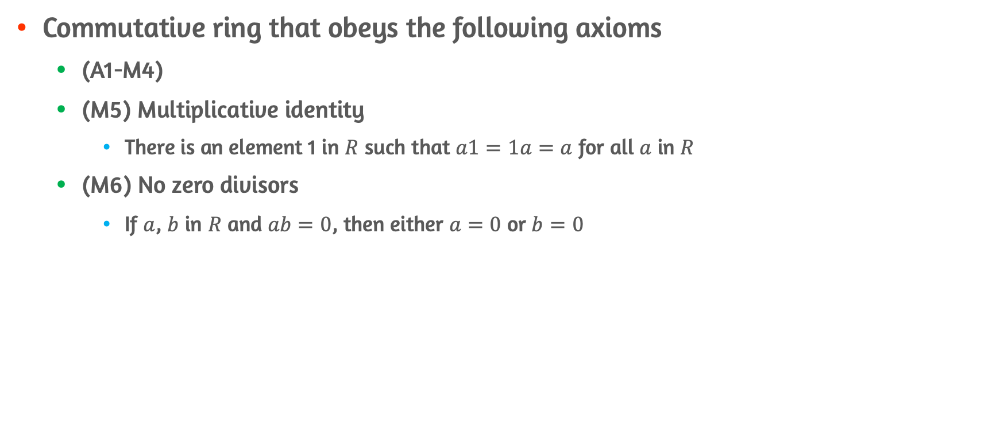 • Commutative ring that obeys the following axioms
• (A1-M4)
• (M5) Multiplicative identity
• There is an element 1 in R such that a1 = 1a = a for all a in R
• (M6) No zero divisors
• If a, b in R and ab = 0, then either a = 0 or b = 0